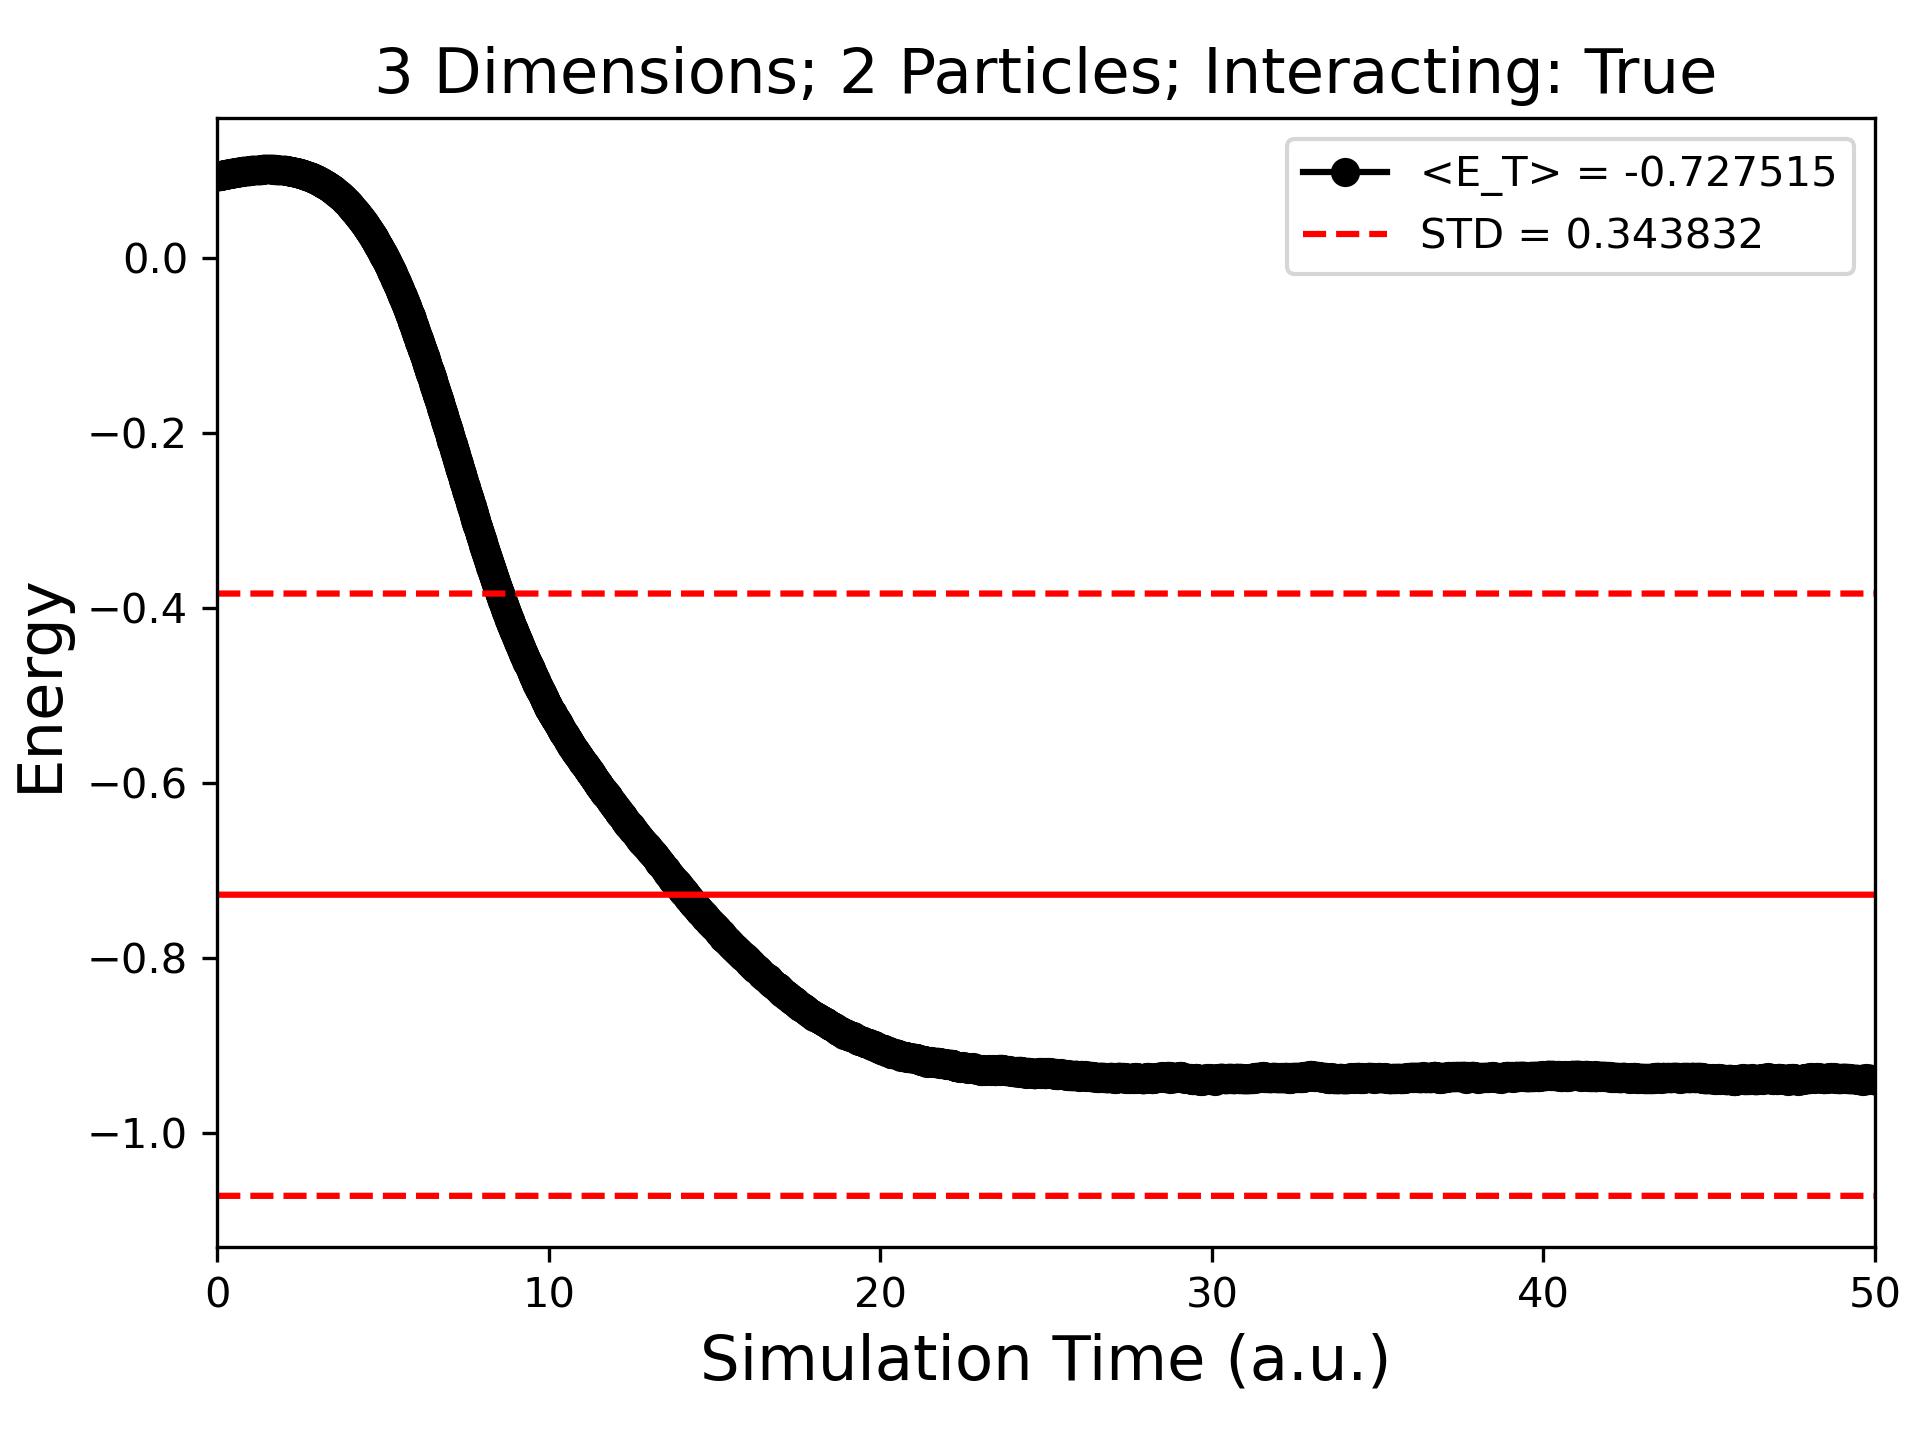 3 Dimensions; 2 Particles; Interacting: True
<E_T> = -0.727515
STD = 0.343832
Energy
0.0
−0.2
−0.4
−0.6
−0.8
−1.0
0 10 20 30 40 50
Simulation Time (a.u.)